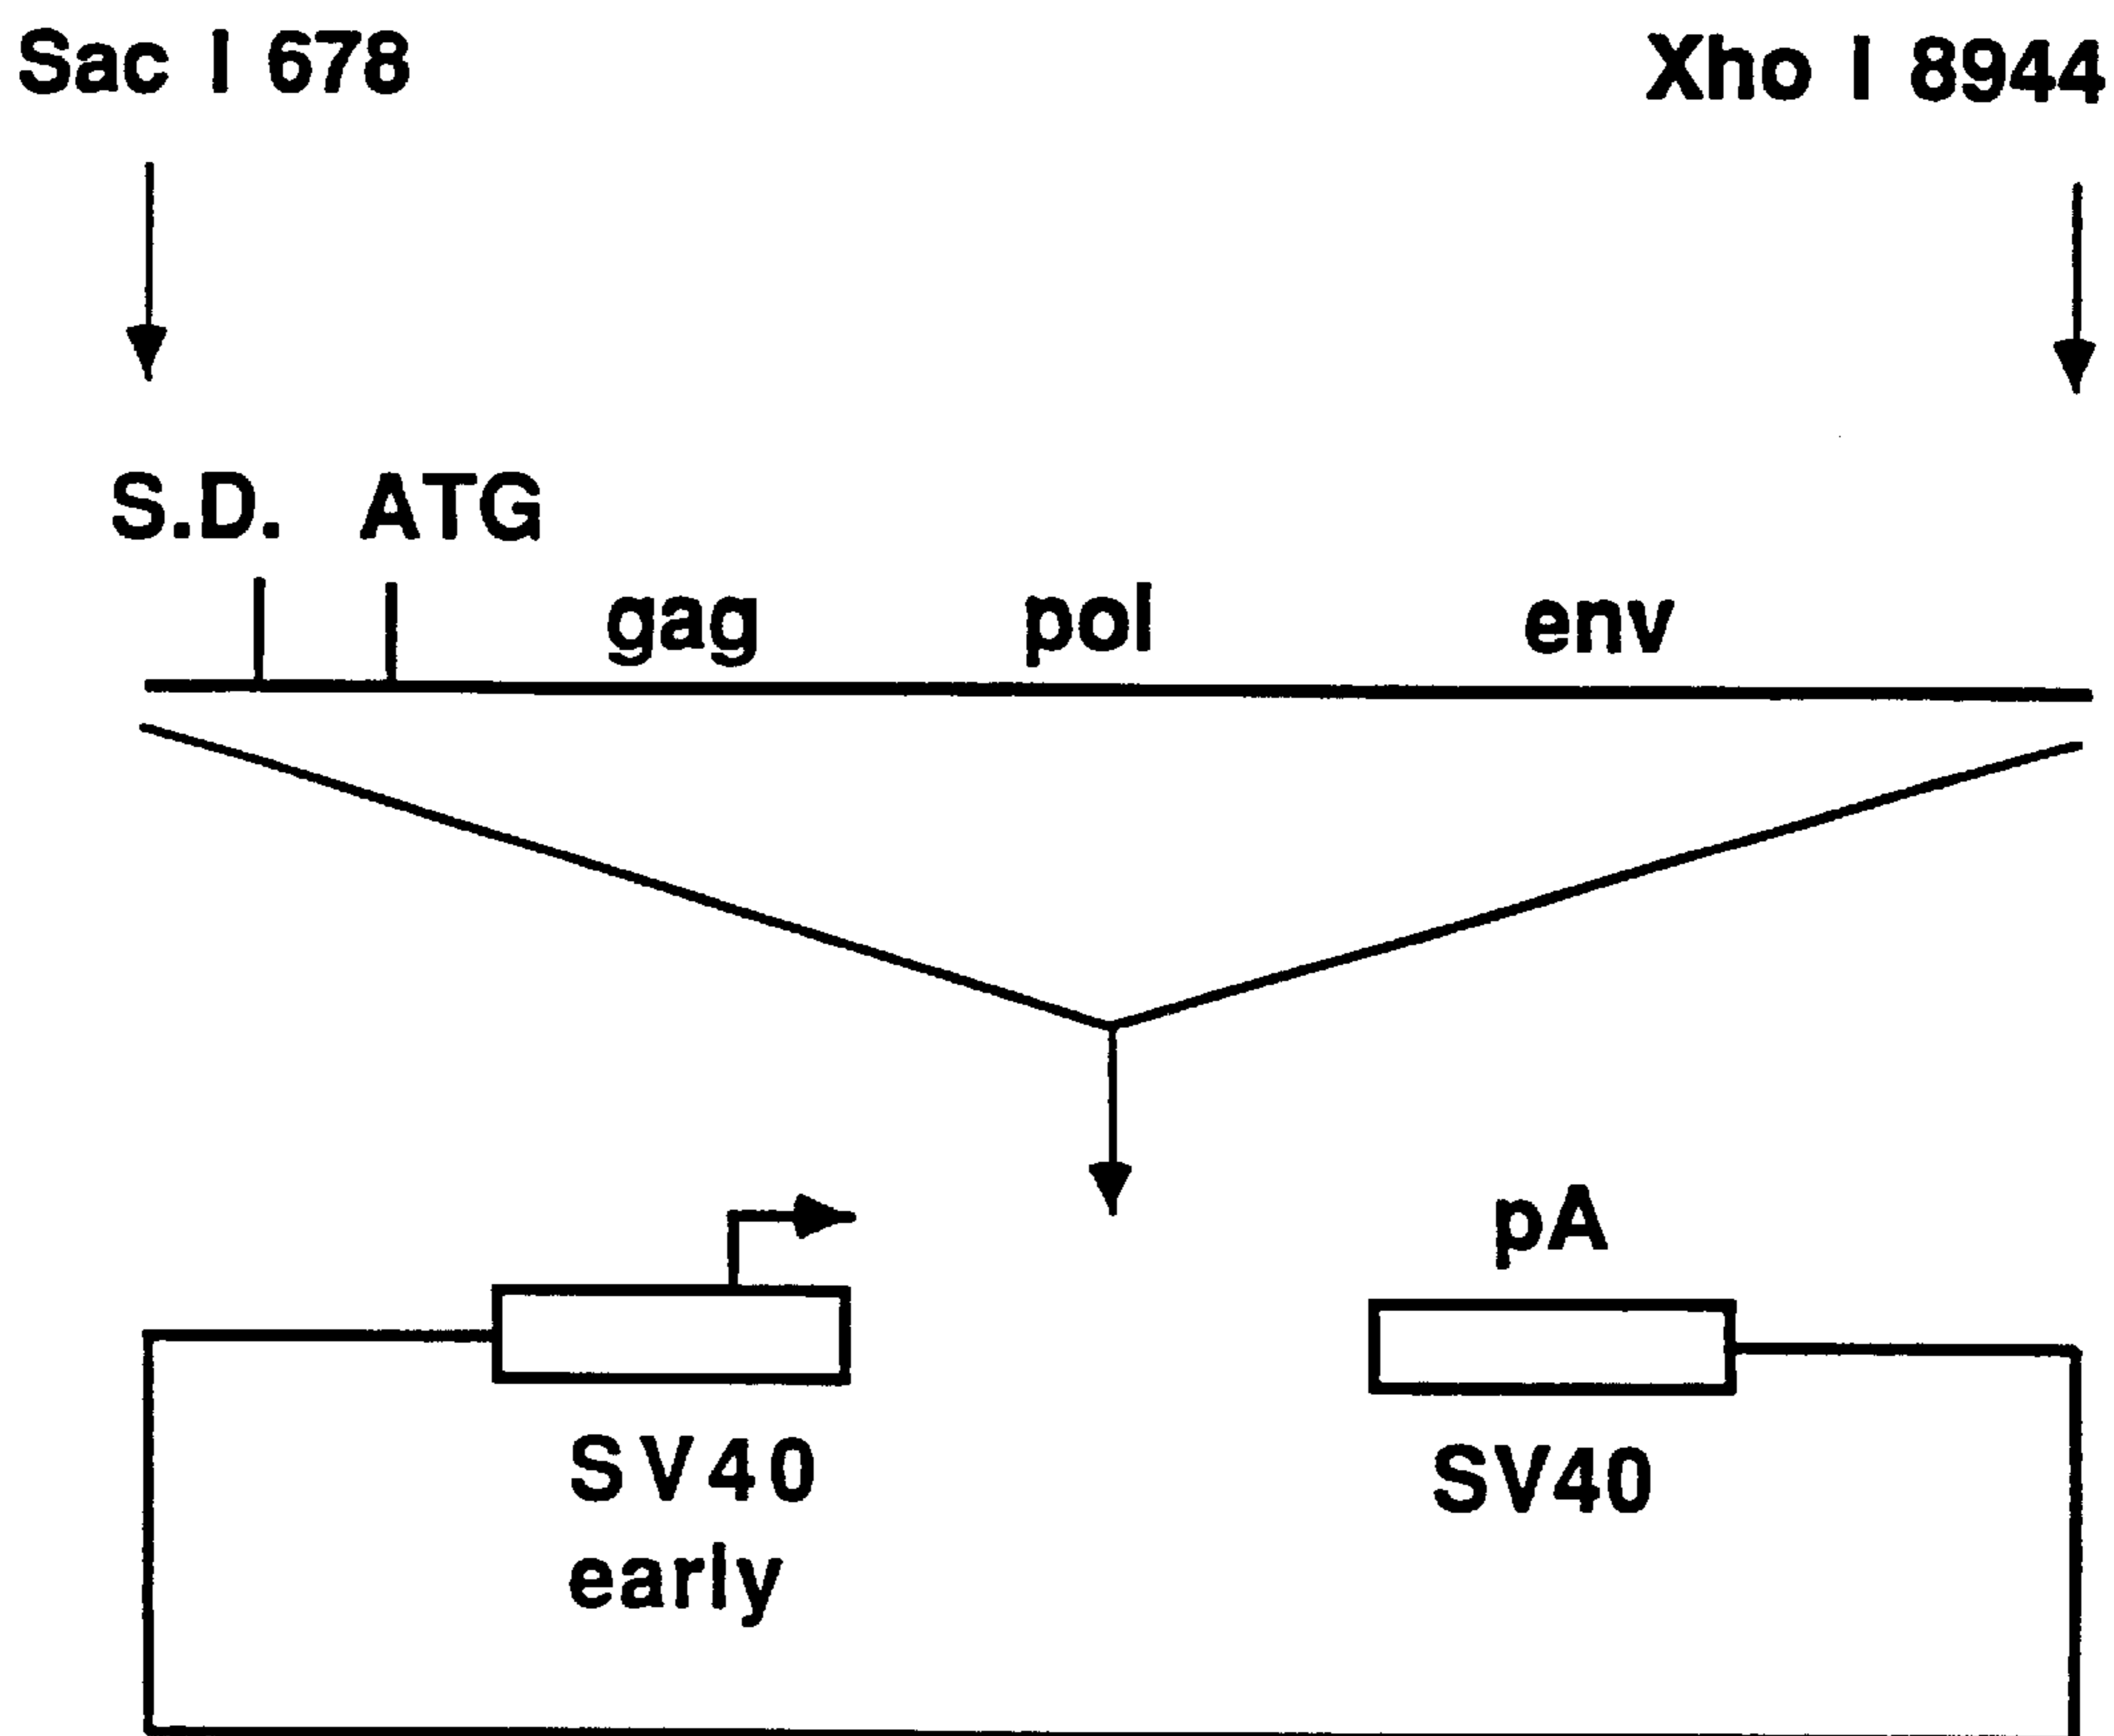 Sac I 678 Xho I 8944
S.D. ATG
gag pol env
pA
SV40 SV40
early